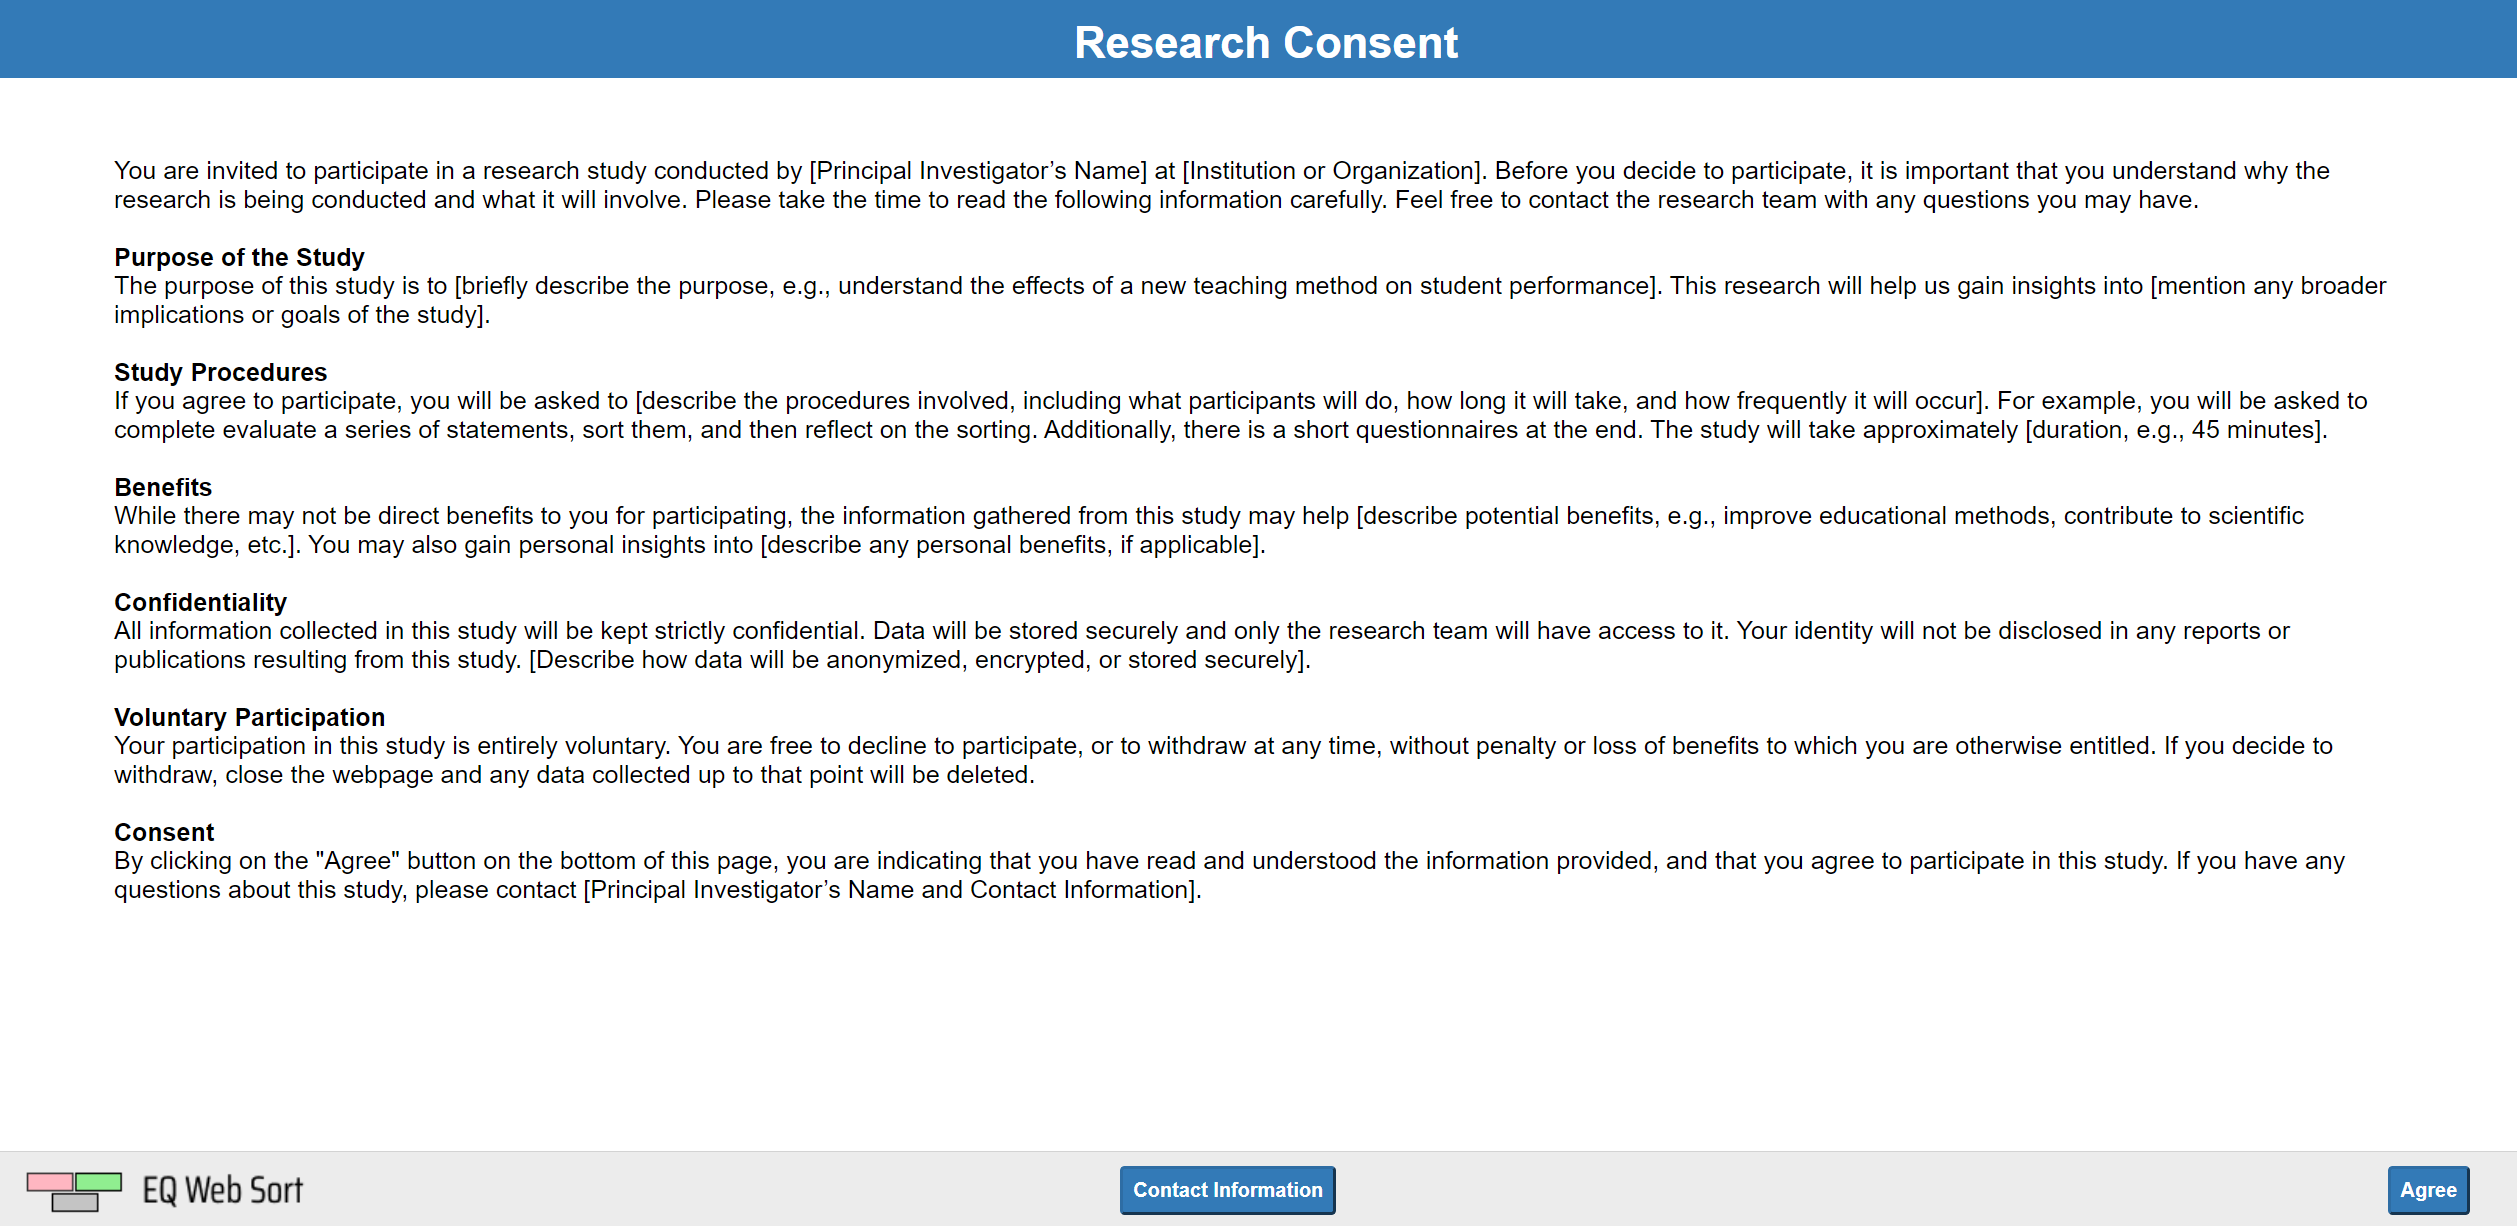 Research Consent
You are invited to participate in a research study conducted by [Principal Investigator’s Name] at [Institution or Organization]. Before you decide to participate, it is important that you understand why the
research is being conducted and what it will involve. Please take the time to read the following information carefully. Feel free to contact the research team with any questions you may have.
Purpose of the Study
The purpose of this study is to [briefly describe the purpose, e.g., understand the effects of a new teaching method on student performance]. This research will help us gain insights into [mention any broader
implications or goals of the study].
Study Procedures
If you agree to participate, you will be asked to [describe the procedures involved, including what participants will do, how long it will take, and how frequently it will occur]. For example, you will be asked to
complete evaluate a series of statements, sort them, and then reflect on the sorting. Additionally, there is a short questionnaires at the end. The study will take approximately [duration, e.g., 45 minutes].
Benefits
While there may not be direct benefits to you for participating, the information gathered from this study may help [describe potential benefits, e.g., improve educational methods, contribute to scientific
knowledge, etc.]. You may also gain personal insights into [describe any personal benefits, if applicable].
Confidentiality
All information collected in this study will be kept strictly confidential. Data will be stored securely and only the research team will have access to it. Your identity will not be disclosed in any reports or
publications resulting from this study. [Describe how data will be anonymized, encrypted, or stored securely].
Voluntary Participation
Your participation in this study is entirely voluntary. You are free to decline to participate, or to withdraw at any time, without penalty or loss of benefits to which you are otherwise entitled. If you decide to
withdraw, close the webpage and any data collected up to that point will be deleted.
Consent
By clicking on the "Agree" button on the bottom of this page, you are indicating that you have read and understood the information provided, and that you agree to participate in this study. If you have any
questions about this study, please contact [Principal Investigator’s Name and Contact Information].
EQ Web Sort
Contact Information
Agree